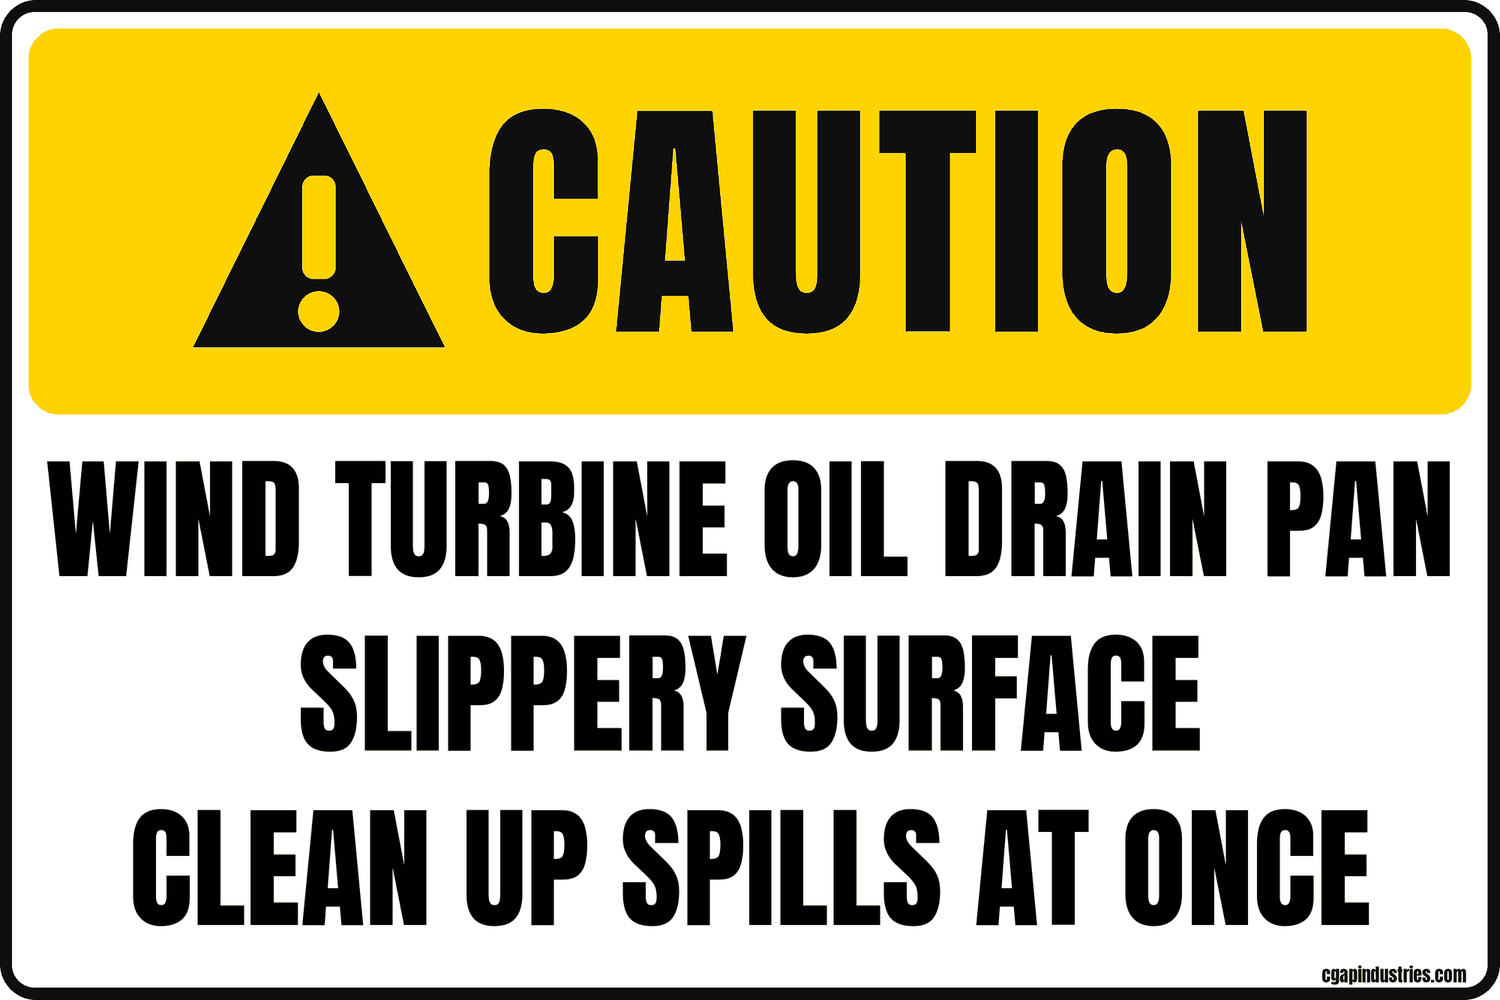 CAUTION
WIND TURBINE OIL DRAIN PAN
SLIPPERY SURFACE
CLEAN UP SPILLS AT ONCE
cgapindustries.com